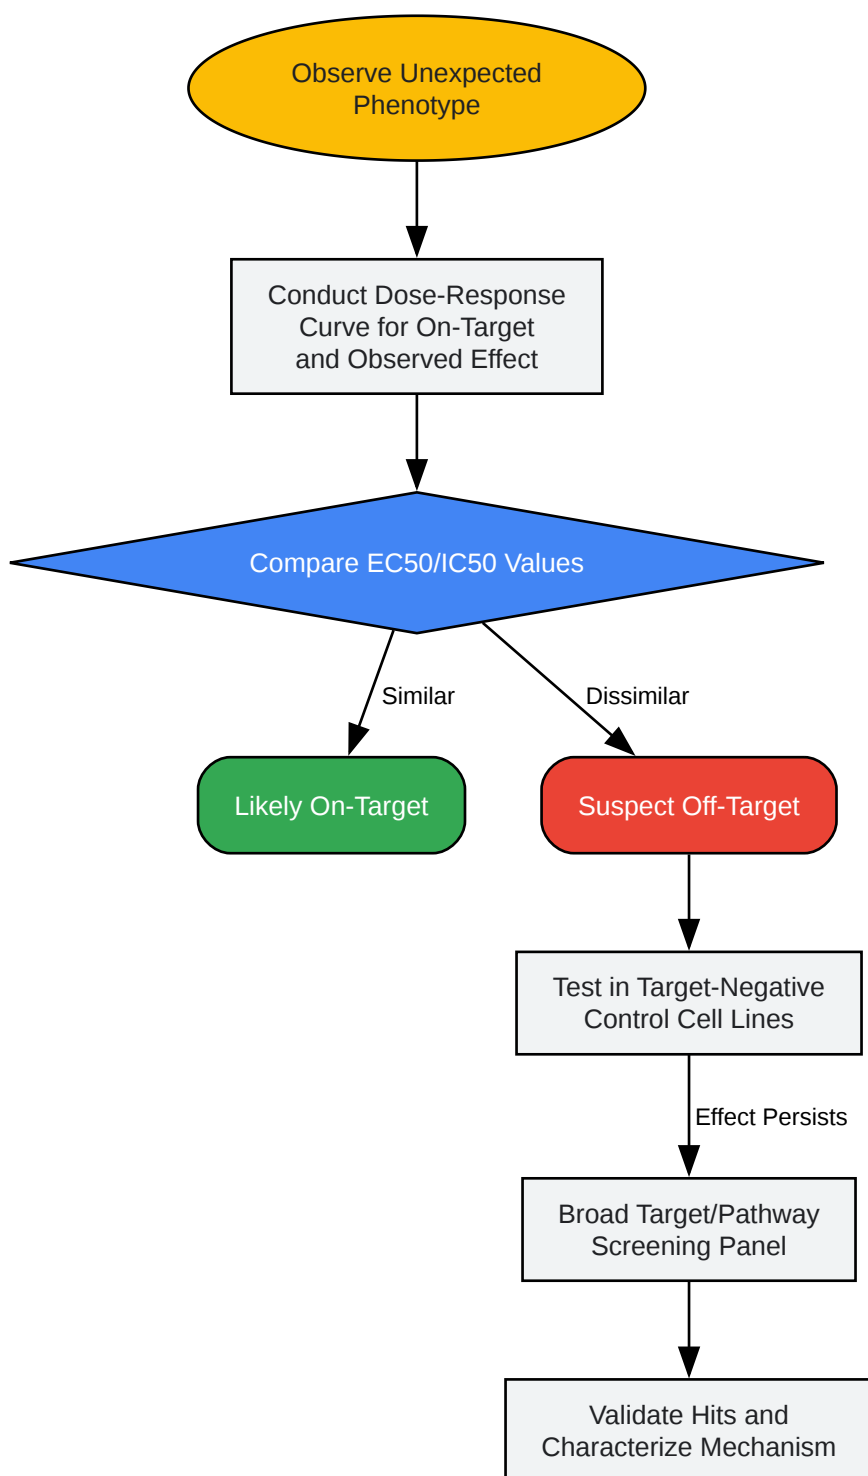 Observe Unexpected
Phenotype
Conduct Dose-Response
Curve for On-Target
and Observed Effect
Compare EC50/IC50 Values
Similar
Dissimilar
Likely On-Target
Suspect Off-Target
Test in Target-Negative
Control Cell Lines
Effect Persists
Broad Target/Pathway
Screening Panel
Validate Hits and
Characterize Mechanism